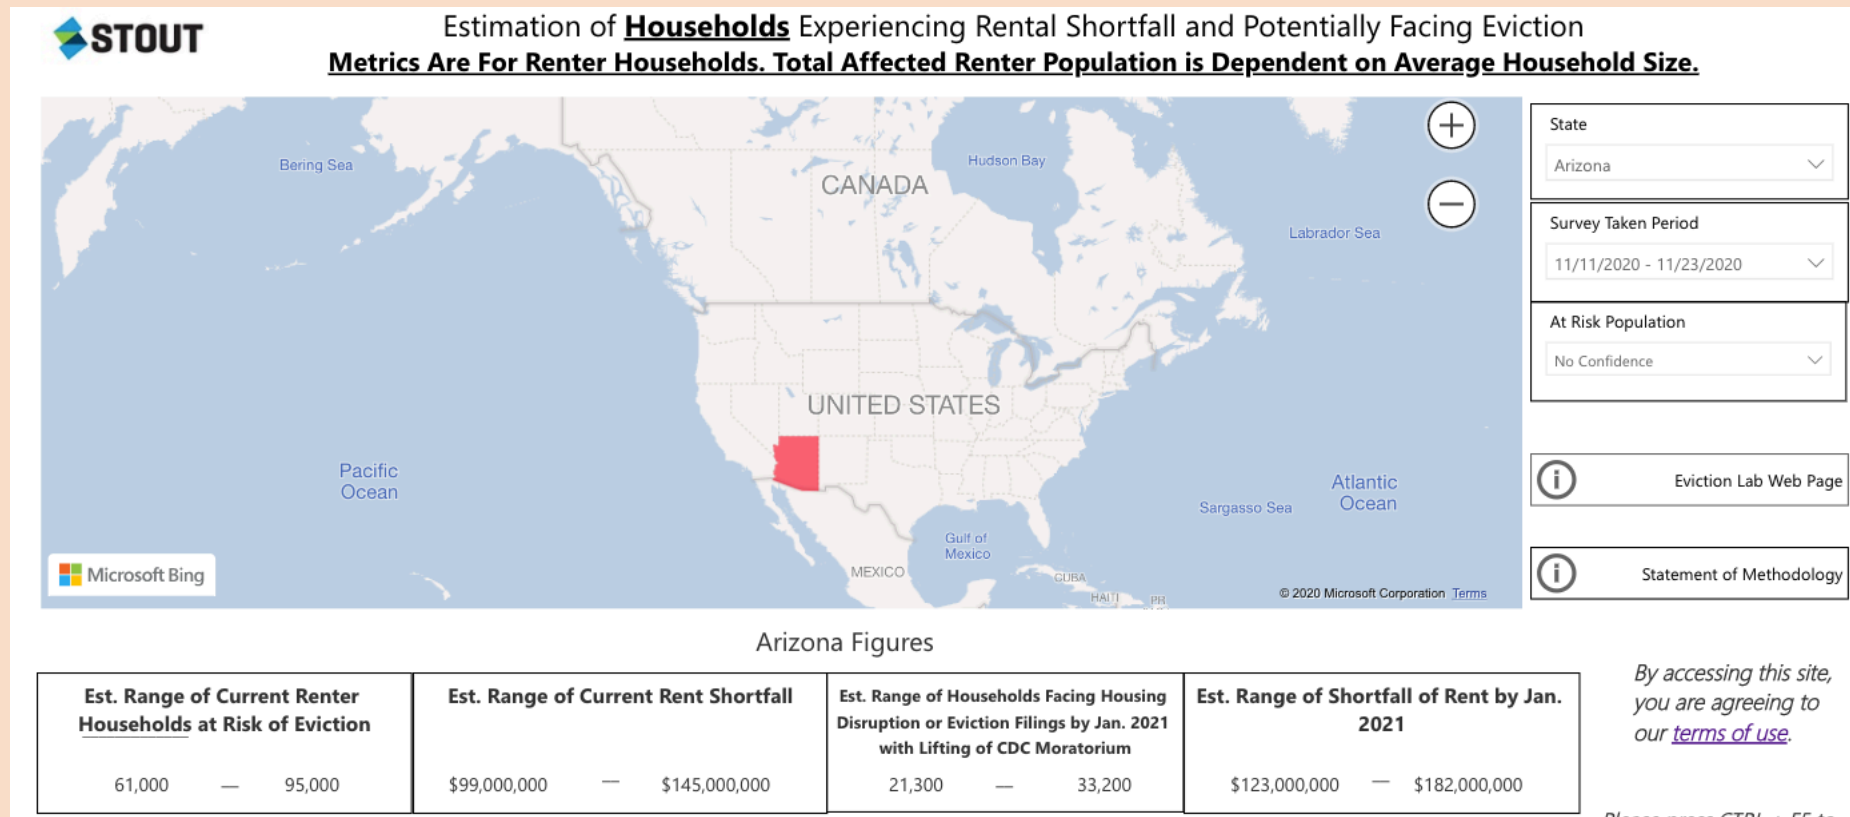 STOUT
Estimation of Households Experiencing Rental Shortfall and Potentially Facing Eviction
Metrics Are For Renter Households. Total Affected Renter Population is Dependent on Average Household Size.
Bering Sea
CANADA
Hudson Bay
Labrador Sea
UNITED STATES
Pacific
Ocean
Atlantic
Ocean
Sargasso Sea
Gulf of
Mexico
MEXICO
CUBA
HAITI
PR
Microsoft Bing
© 2020 Microsoft Corporation Terms
State
Arizona
Survey Taken Period
11/11/2020 - 11/23/2020
At Risk Population
No Confidence
Eviction Lab Web Page
Statement of Methodology
Arizona Figures
Est. Range of Current Renter
Households at Risk of Eviction
61,000 — 95,000
Est. Range of Current Rent Shortfall
$99,000,000 — $145,000,000
Est. Range of Households Facing Housing
Disruption or Eviction Filings by Jan. 2021
with Lifting of CDC Moratorium
21,300 — 33,200
Est. Range of Shortfall of Rent by Jan.
2021
$123,000,000 — $182,000,000
By accessing this site,
you are agreeing to
our terms of use.
Please press CTRL + F5 to